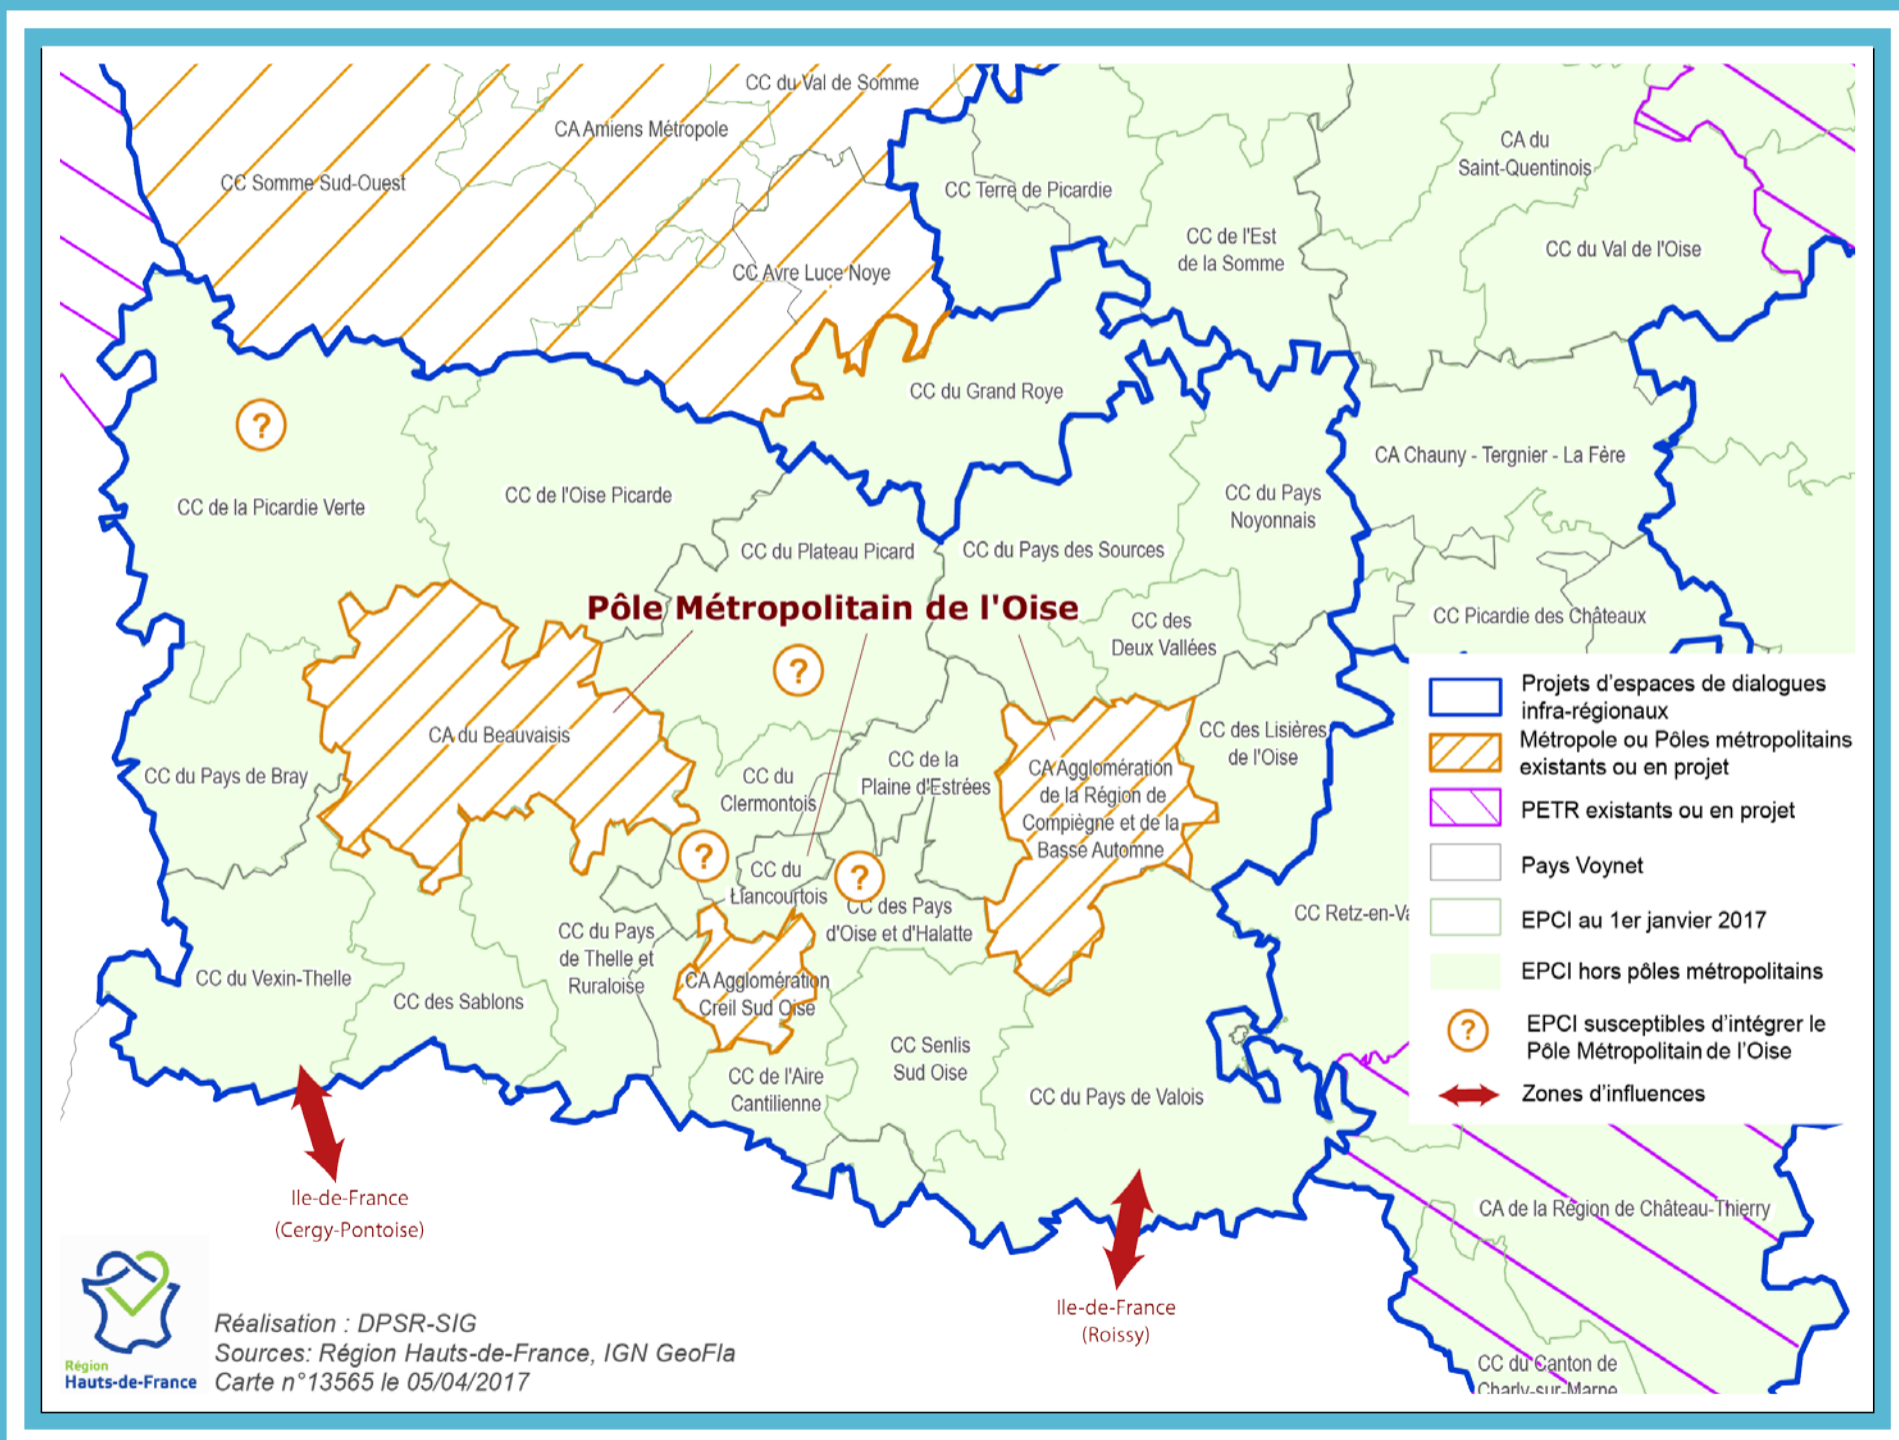 CC du Val de Somme
CA Amiens Métropole
CC Somme Sud-Ouest
CC Avre Luce Noye
CC Terre de Picardie
CC de l'Est
de la Somme
CA du
Saint-Quentinois
CC du Val de l'Oise
CC du Grand Roye
?
CC de la Picardie Verte
CC de l'Oise Picarde
CC du Plateau Picard
CC du Pays des Sources
CC du Pays
Noyonnais
CA Chauny - Tergnier - La Fère
Pôle Métropolitain de l'Oise
CC des
Deux Vallées
CC Picardie des Châteaux
?
CA du Beauvaisis
CC du Pays de Bray
CC du
Clermontois
CC de la
Plaine d'Estrées
CA Agglomération
de la Région de
Compiègne et de la
Basse Automne
CC des Lisières
de l'Oise
?
?
CC du
Liancourtois
CC des Pays
d'Oise et d'Halatte
CC Retz-en-Va
CC du Vexin-Thelle
CC des Sablons
CC du Pays
de Thelle et
Ruraloise
CA Agglomération
Creil Sud Oise
CC Senlis
Sud Oise
CC de l'Aire
Cantilienne
CC du Pays de Valois
CA de la Région de Château-Thierry
CC du Canton de
Charly-sur-Marne
Ile-de-France
(Cergy-Pontoise)
Ile-de-France
(Roissy)
Projets d'espaces de dialogues
infra-régionaux
Métropole ou Pôles métropolitains
existants ou en projet
PETR existants ou en projet
Pays Voynet
EPCI au 1er janvier 2017
EPCI hors pôles métropolitains
?
EPCI susceptibles d'intégrer le
Pôle Métropolitain de l'Oise
Zones d'influences
Région
Hauts-de-France
Réalisation : DPSR-SIG
Sources: Région Hauts-de-France, IGN GeoFla
Carte n°13565 le 05/04/2017